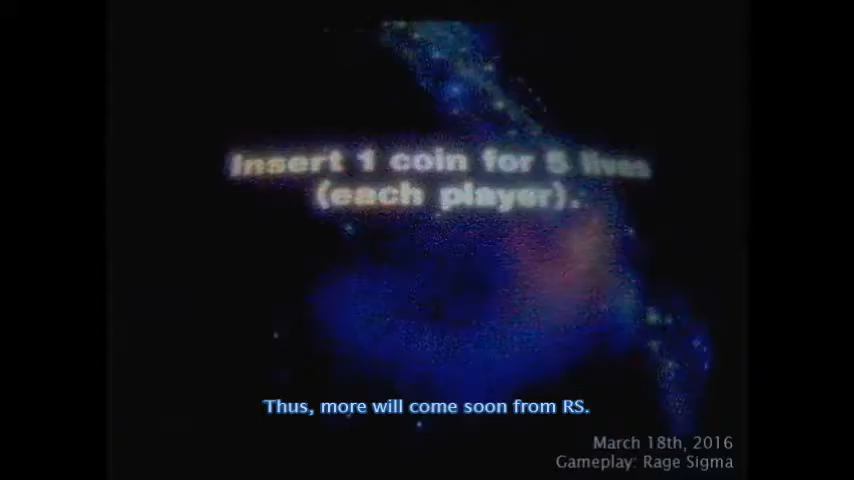 Insert 1 coin for 5 lives
(each player).
Thus, more will come soon from RS.
March 18th, 2016
Gameplay: Rage Sigma